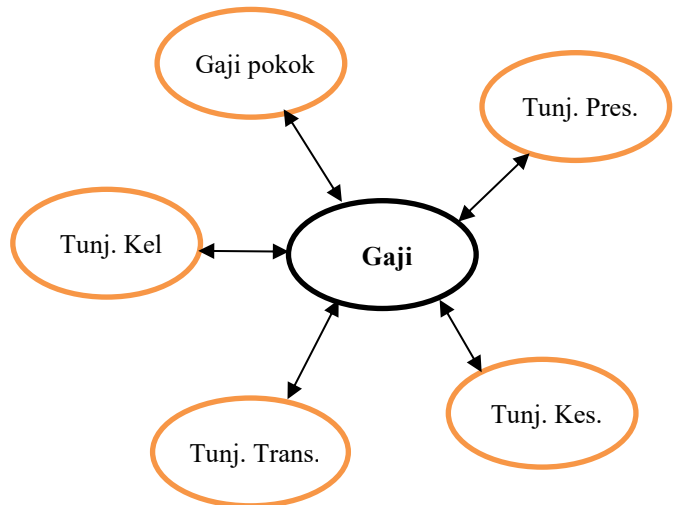 Gaji pokok
Tunj. Pres.
Tunj. Kel
Gaji
Tunj. Kes.
Tunj. Trans.